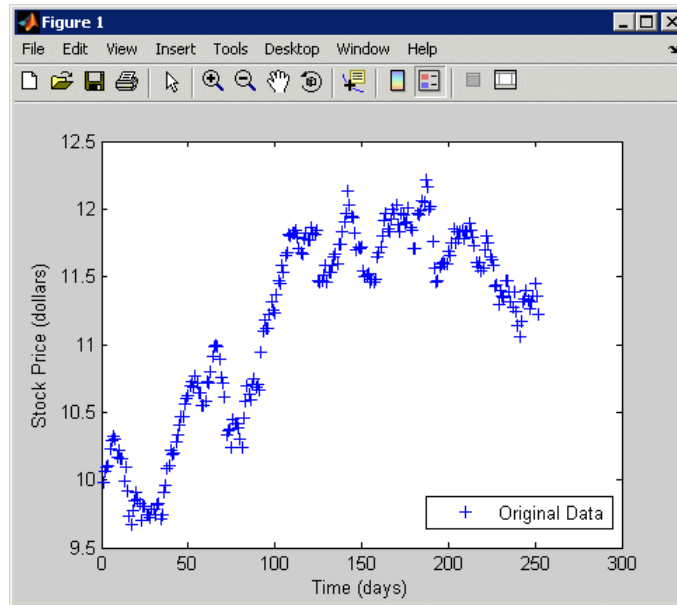 Figure 1
File Edit View Insert Tools Desktop Window Help
12.5
12
11.5
11
10.5
10
9.5
Stock Price (dollars)
Original Data
0 50 100 150 200 250 300
Time (days)